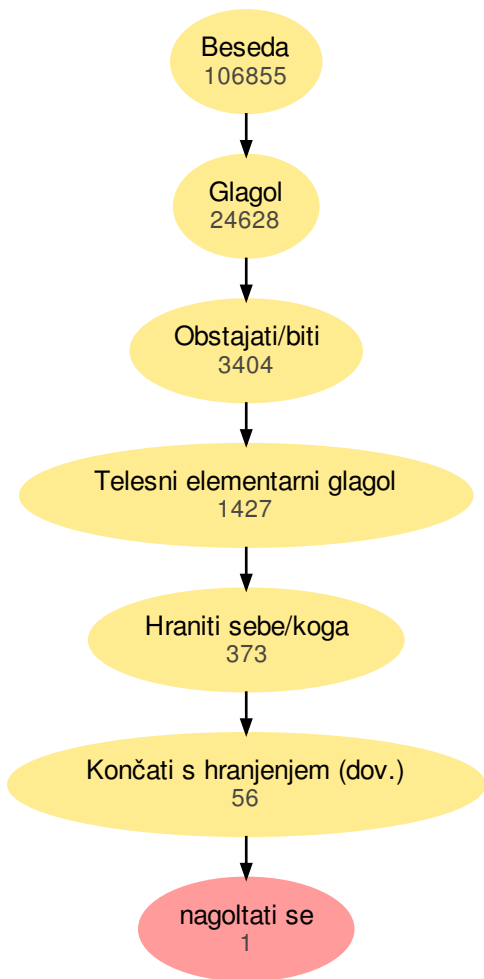 Beseda
106855
Glagol
24628
Obstajati/biti
3404
Telesni elementarni glagol
1427
Hraniti sebe/koga
373
Končati s hranjenjem (dov.)
56
nagoltati se
1